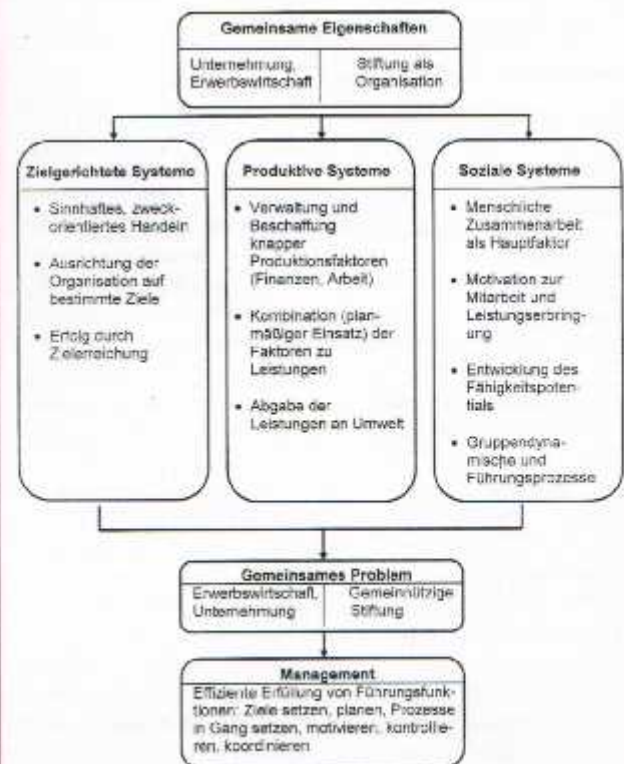 Gemeinsame Eigenschaften
Unternehmung,
Erwerbswirtschaft
Stiftung als
Organisation
Zielgerichtete Systeme
• Sinnhaftes, zweck-
orientiertes Handeln
• Ausrichtung der
Organisation auf
bestimmte Ziele
• Erfolg durch
Zielerreichung
Produktive Systeme
• Verwaltung und
Beschaffung
knapper
Produktionsfaktoren
(Finanzen, Arbeit)
• Kombination (plan-
mäßiger Einsatz) der
Faktoren zu
Leistungen
• Abgabe der
Leistungen an Umwelt
Soziale Systeme
• Menschliche
Zusammenarbeit
als Hauptfaktor
• Motivation zur
Mitarbeit und
Leistungserbring-
ung
• Entwicklung des
Fähigkeitspoten-
tials
• Gruppendyna-
mische und
Führungsprozesse
Gemeinsames Problem
Erwerbswirtschaft,
Unternehmung
Gemeinnützige
Stiftung
Management
Effiziente Erfüllung von Führungsfunk-
tionen: Ziele setzen, planen, Prozesse
in Gang setzen, motivieren, kontrollie-
ren, koordinieren